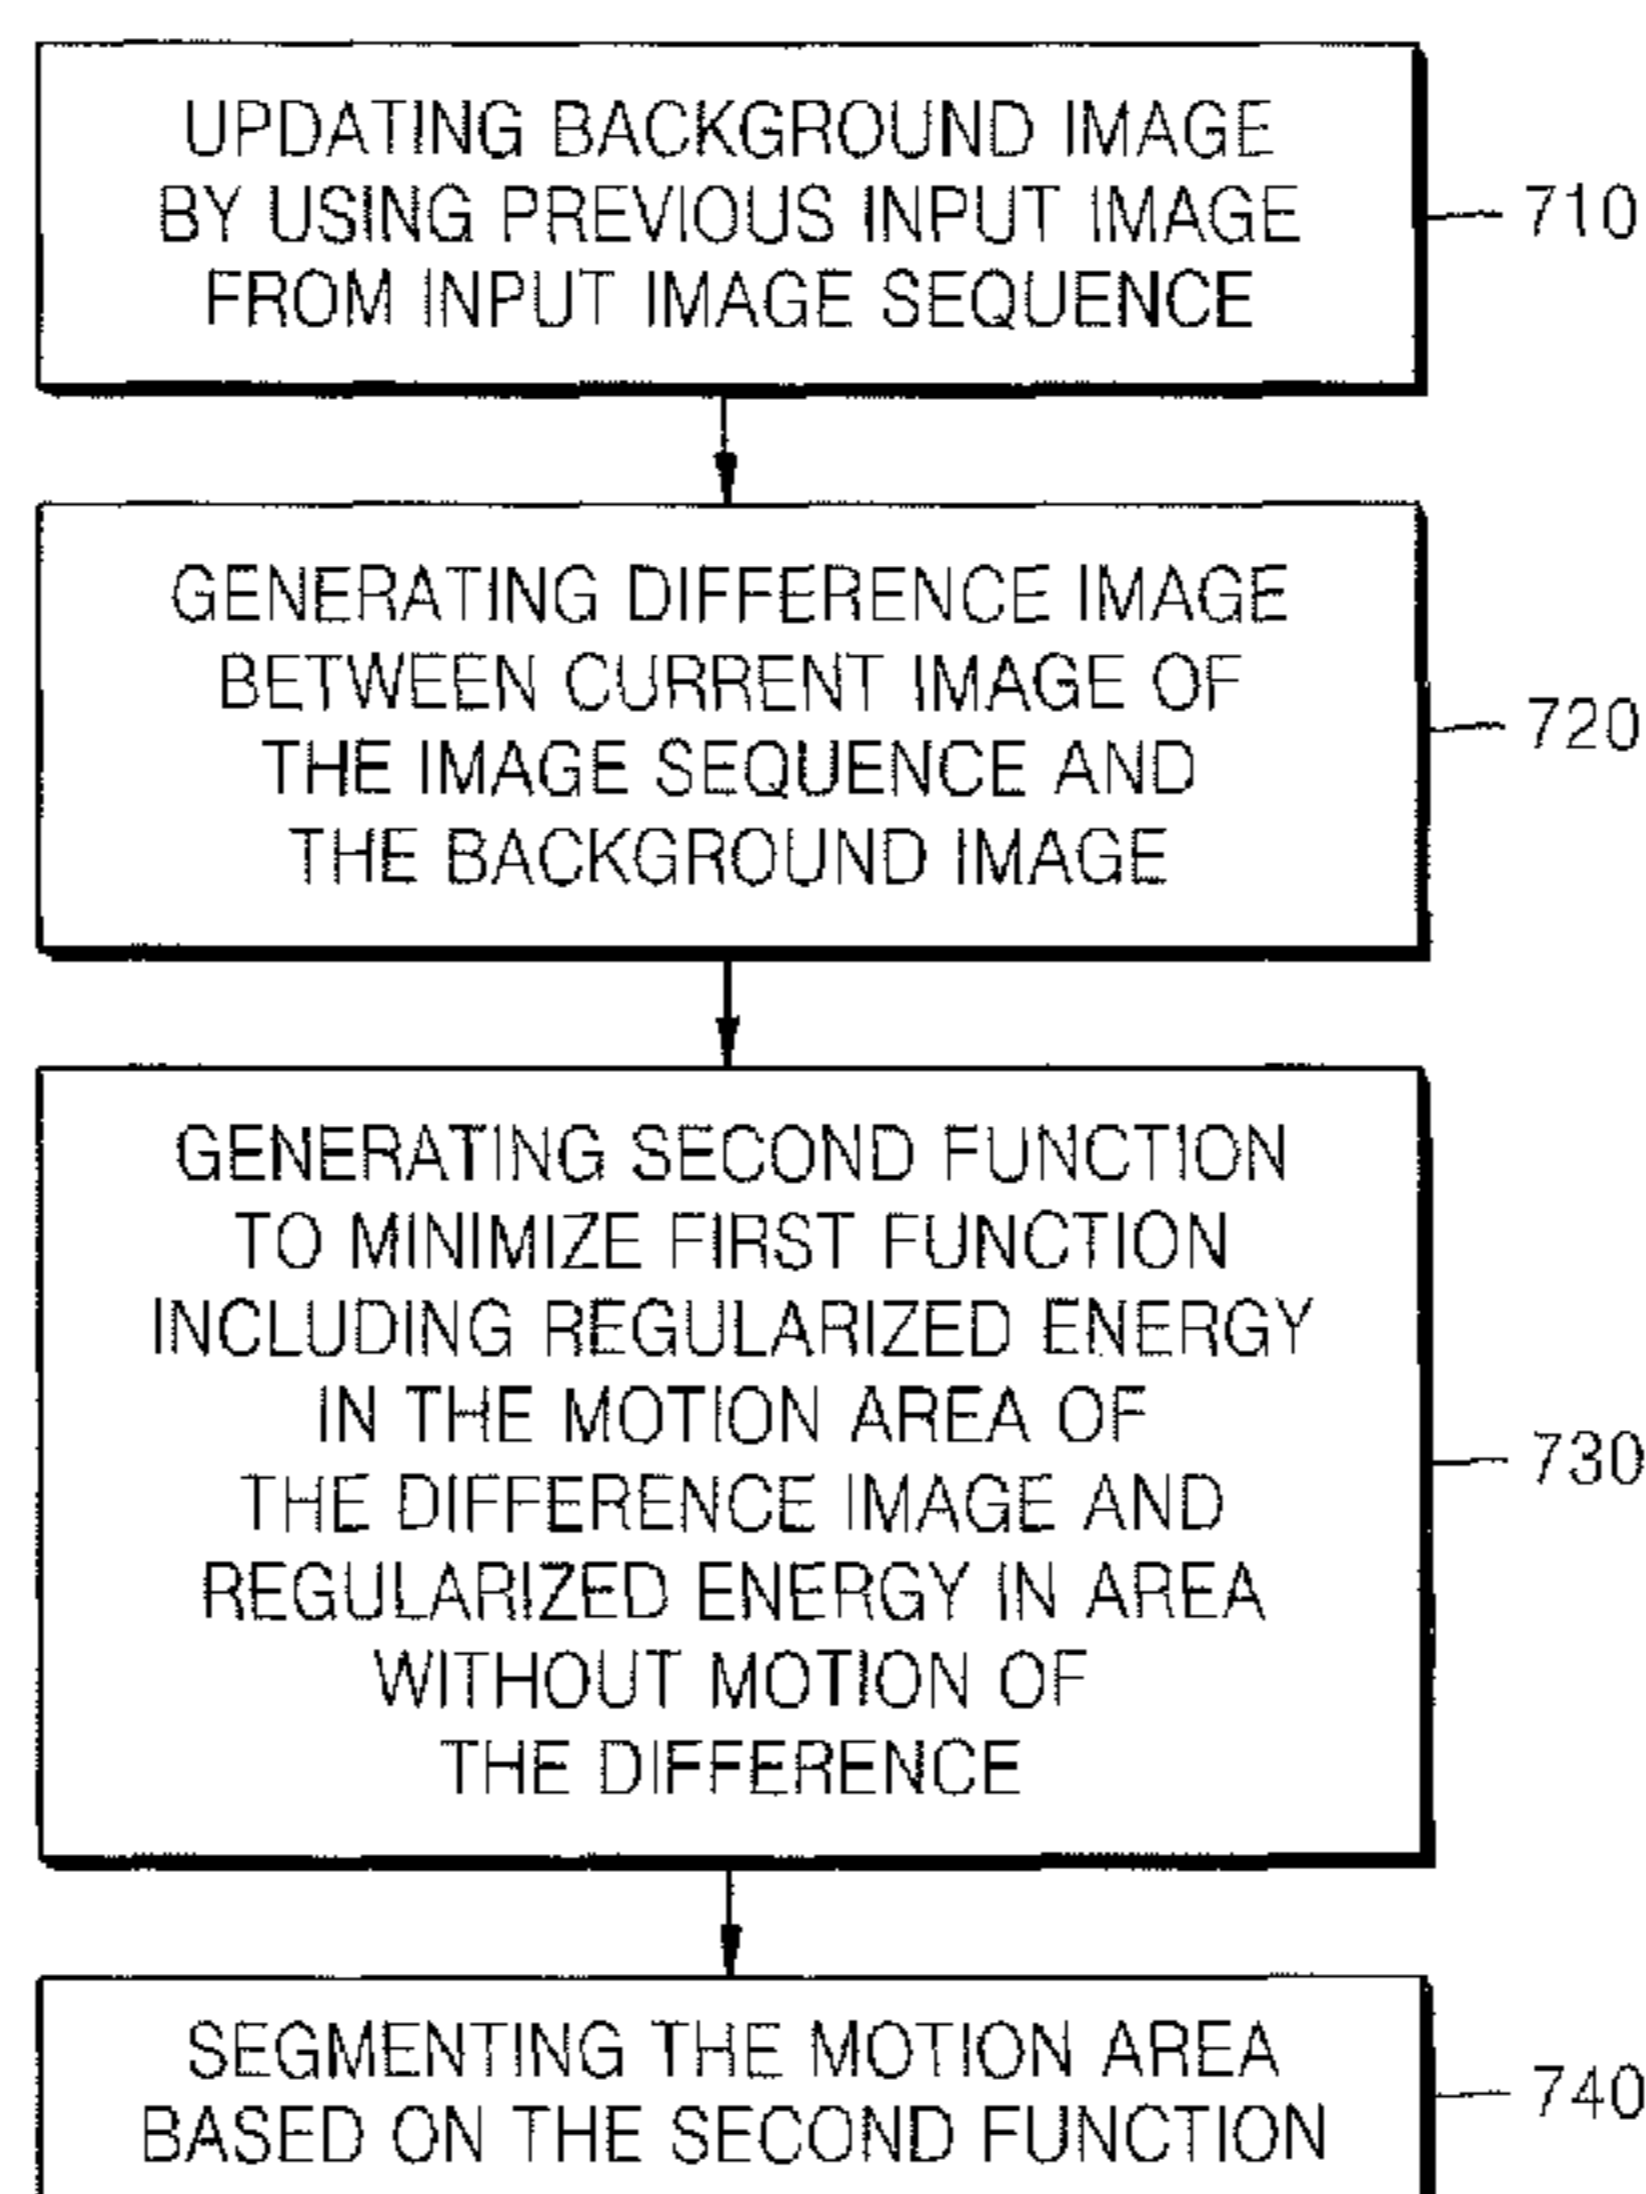 UPDATING BACKGROUND IMAGE
BY USING PREVIOUS INPUT IMAGE
FROM INPUT IMAGE SEQUENCE
710
GENERATING DIFFERENCE IMAGE
BETWEEN CURRENT IMAGE OF
THE IMAGE SEQUENCE AND
THE BACKGROUND IMAGE
720
GENERATING SECOND FUNCTION
TO MINIMIZE FIRST FUNCTION
INCLUDING REGULARIZED ENERGY
IN THE MOTION AREA OF
THE DIFFERENCE IMAGE AND
REGULARIZED ENERGY IN AREA
WITHOUT MOTION OF
THE DIFFERENCE
730
SEGMENTING THE MOTION AREA
BASED ON THE SECOND FUNCTION
740